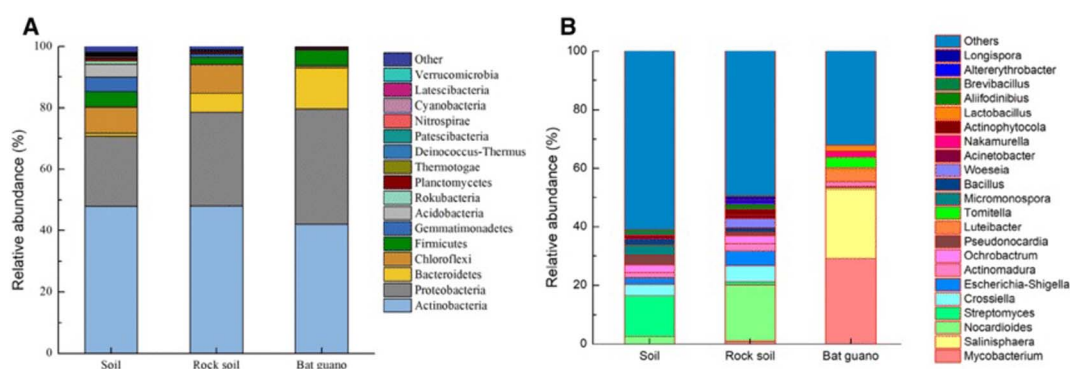 A
Relative abundance (%)
100
80
60
40
20
0
Soil
Rock soil
Bat guano
Other
Verrucomicrobia
Latescibacteria
Cyanobacteria
Nitrospirae
Patescibacteria
Deinococcus-Thermus
Thermotogae
Planctomycetes
Rokubacteria
Acidobacteria
Gemmatimonadetes
Firmicutes
Chloroflexi
Bacteroidetes
Proteobacteria
Actinobacteria
B
Relative abundance (%)
100
80
60
40
20
0
Soil
Rock soil
Bat guano
Others
Longispora
Altererythrobacter
Brevibacillus
Aliifodinibius
Lactobacillus
Actinophytocola
Nakamurella
Acinetobacter
Woeseia
Bacillus
Micromonospora
Tomitella
Luteibacter
Pseudonocardia
Ochrobactrum
Actinomadura
Escherichia-Shigella
Crossiella
Streptomyces
Nocardioides
Salinisphaera
Mycobacterium